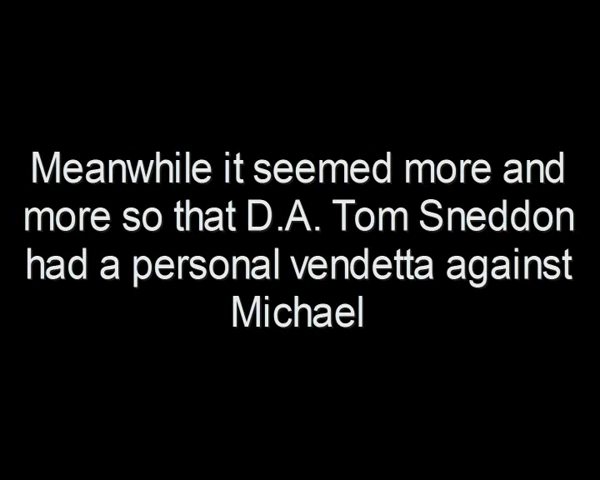 Meanwhile it seemed more and
more so that D.A. Tom Sneddon
had a personal vendetta against
Michael